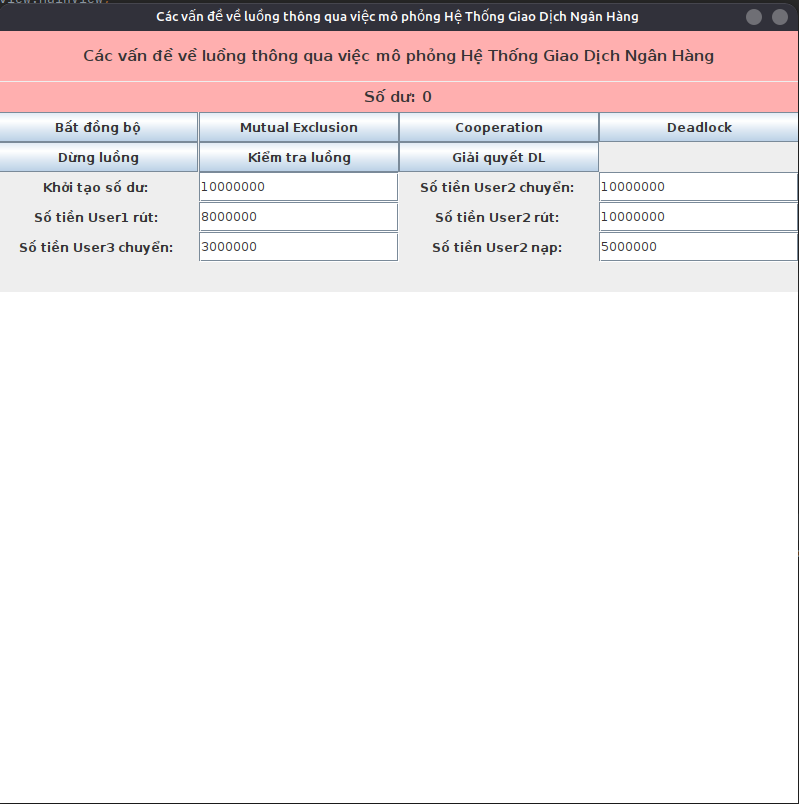 Các vấn đề về luồng thông qua việc mô phỏng Hệ Thống Giao Dịch Ngân Hàng
Các vấn đề về luồng thông qua việc mô phỏng Hệ Thống Giao Dịch Ngân Hàng
Số dư: 0
Bất đồng bộ Mutual Exclusion Cooperation Deadlock
Dừng luồng Kiểm tra luồng Giải quyết DL
Khởi tạo số dư: 10000000 Số tiền User2 chuyển: 10000000
Số tiền User1 rút: 8000000 Số tiền User2 rút: 10000000
Số tiền User3 chuyển: 3000000 Số tiền User2 nạp: 5000000